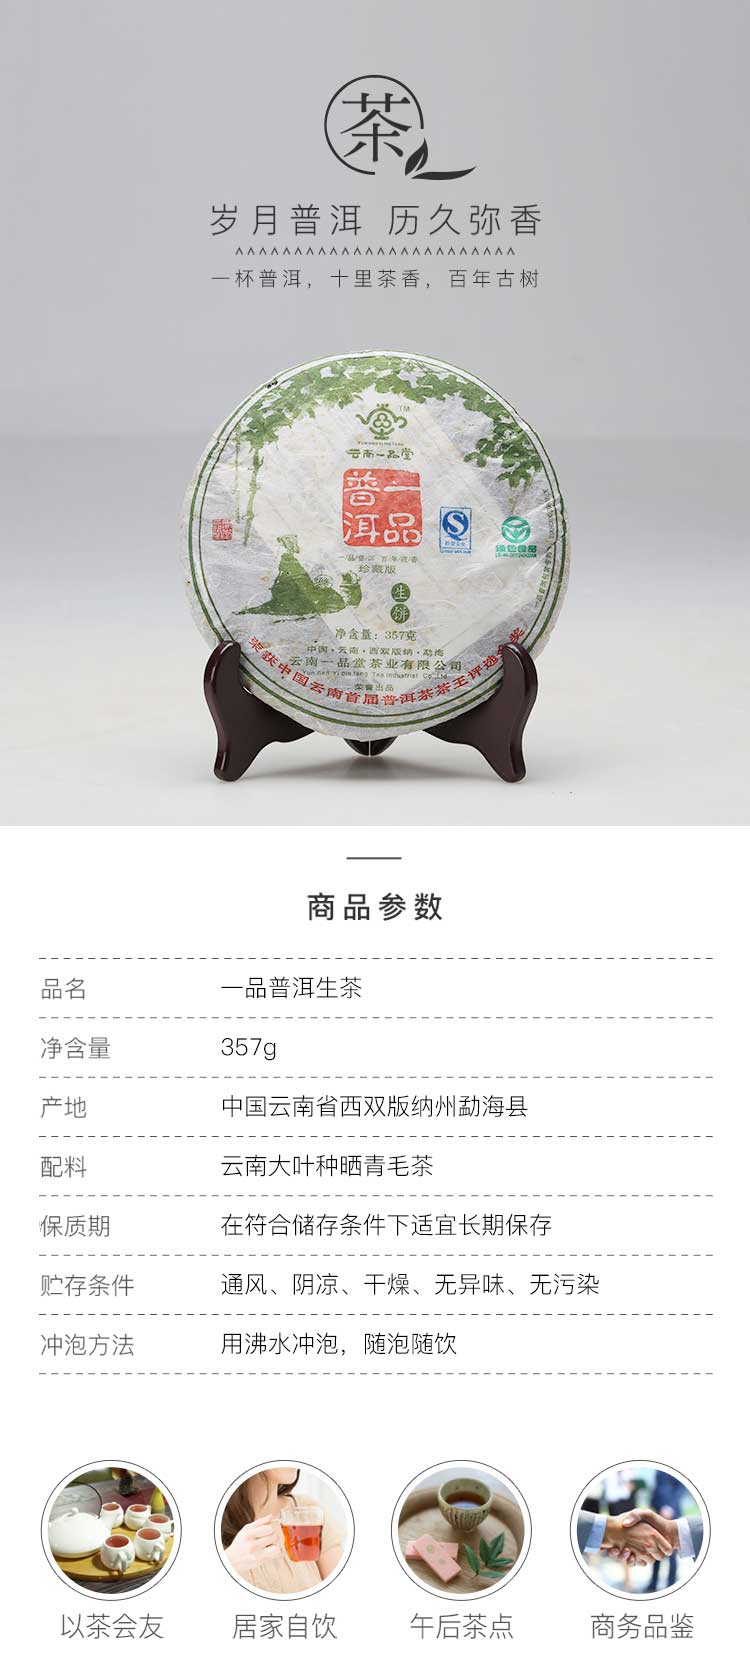 茶
岁月普洱 历久弥香
一杯普洱，十里茶香，百年古树
TM
云南一品堂
普一
洱品
绿色食品
珍藏版
生饼
净含量：357克
中国·云南·西双版纳·勐海
云南一品堂茶业有限公司
荣誉出品
荣获中国云南首届普洱茶茶王评选金奖
商品参数
品名 一品普洱生茶
净含量 357g
产地 中国云南省西双版纳州勐海县
配料 云南大叶种晒青毛茶
保质期 在符合储存条件下适宜长期保存
贮存条件 通风、阴凉、干燥、无异味、无污染
冲泡方法 用沸水冲泡，随泡随饮
以茶会友 居家自饮 午后茶点 商务品鉴